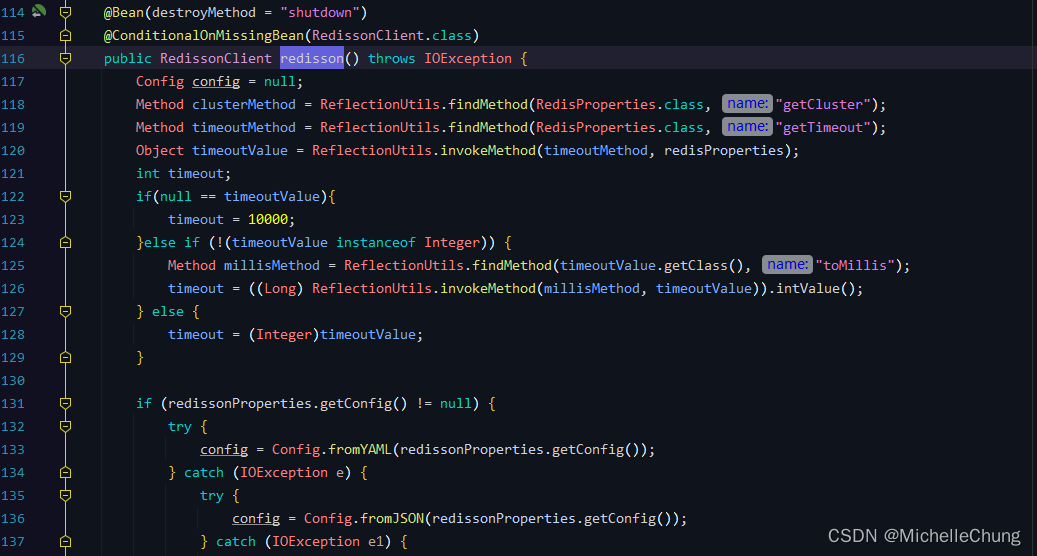 114 @Bean(destroyMethod = "shutdown")
115 @ConditionalOnMissingBean(RedissonClient.class)
116 public RedissonClient redisson() throws IOException {
117 Config config = null;
118 Method clusterMethod = ReflectionUtils.findMethod(RedisProperties.class, name: "getCluster");
119 Method timeoutMethod = ReflectionUtils.findMethod(RedisProperties.class, name: "getTimeout");
120 Object timeoutValue = ReflectionUtils.invokeMethod(timeoutMethod, redisProperties);
121 int timeout;
122 if(null == timeoutValue){
123 timeout = 10000;
124 }else if (!(timeoutValue instanceof Integer)) {
125 Method millisMethod = ReflectionUtils.findMethod(timeoutValue.getClass(), name: "toMillis");
126 timeout = ((Long) ReflectionUtils.invokeMethod(millisMethod, timeoutValue)).intValue();
127 } else {
128 timeout = (Integer)timeoutValue;
129 }
130
131 if (redissonProperties.getConfig() != null) {
132 try {
133 config = Config.fromYAML(redissonProperties.getConfig());
134 } catch (IOException e) {
135 try {
136 config = Config.fromJSON(redissonProperties.getConfig());
137 } catch (IOException e1) {
CSDN @MichelleChung